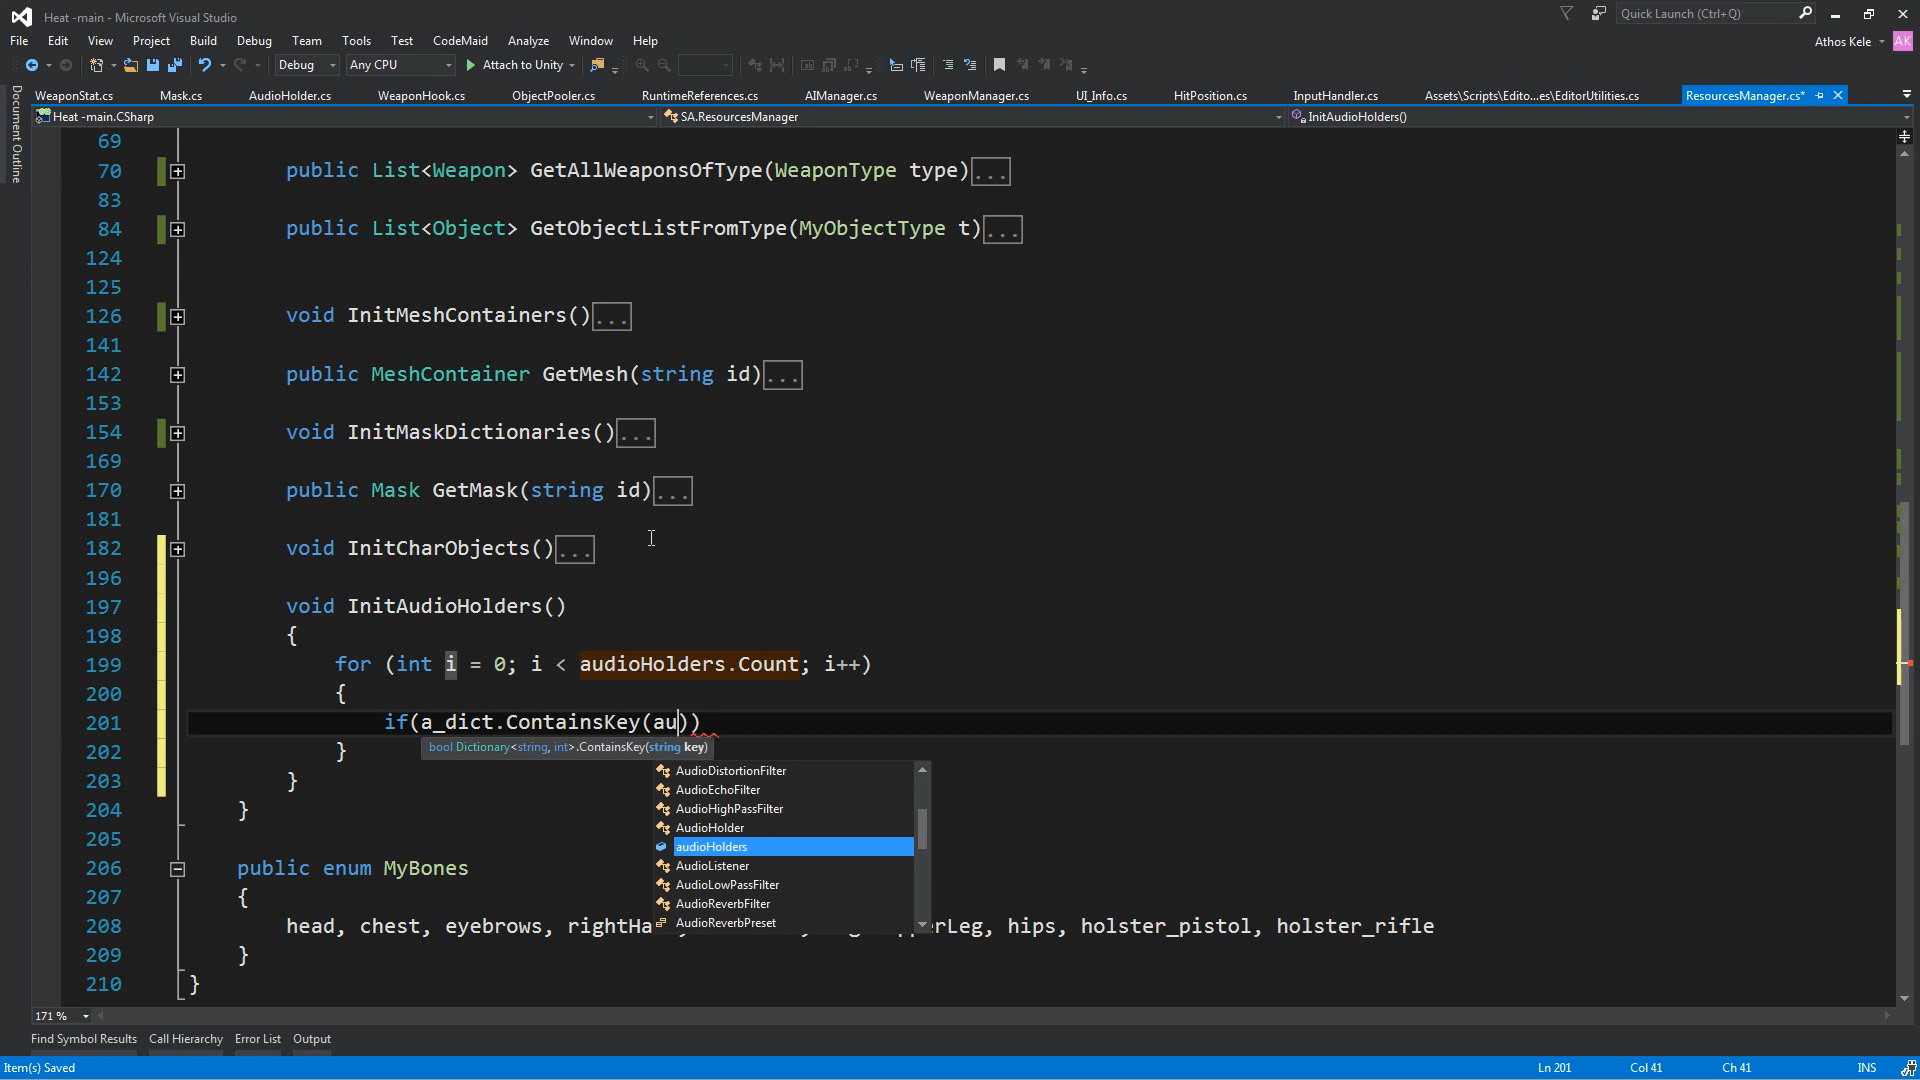 Heat -main - Microsoft Visual Studio
Quick Launch (Ctrl+Q)
File Edit View Project Build Debug Team Tools Test CodeMaid Analyze Window Help
Athos Kele AK
Debug Any CPU Attach to Unity
Document Outline
WeaponStat.cs Mask.cs AudioHolder.cs WeaponHook.cs ObjectPooler.cs RuntimeReferences.cs AIManager.cs WeaponManager.cs UI_Info.cs HitPosition.cs InputHandler.cs Assets\Scripts\Edito...es\EditorUtilities.cs ResourcesManager.cs*
Heat -main.CSharp SA.ResourcesManager InitAudioHolders()
69
70 public List<Weapon> GetAllWeaponsOfType(WeaponType type)...
83
84 public List<Object> GetObjectListFromType(MyObjectType t)...
124
125
126 void InitMeshContainers()...
141
142 public MeshContainer GetMesh(string id)...
153
154 void InitMaskDictionaries()...
169
170 public Mask GetMask(string id)...
181
182 void InitCharObjects()...
196
197 void InitAudioHolders()
198 {
199 for (int i = 0; i < audioHolders.Count; i++)
200 {
201 if(a_dict.ContainsKey(au))
bool Dictionary<string, int>.ContainsKey(string key)
202 }
AudioDistortionFilter
AudioEchoFilter
AudioHighPassFilter
AudioHolder
audioHolders
AudioListener
AudioLowPassFilter
AudioReverbFilter
AudioReverbPreset
203 }
204 }
205
206 public enum MyBones
207 {
208 head, chest, eyebrows, rightHa erLeg, hips, holster_pistol, holster_rifle
209 }
210 }
171 %
Find Symbol Results Call Hierarchy Error List Output
Item(s) Saved Ln 201 Col 41 Ch 41 INS